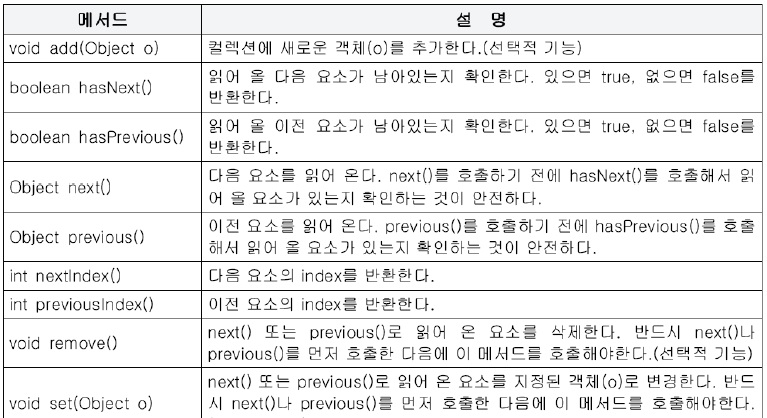 메서드 설 명
void add(Object o) 컬렉션에 새로운 객체(o)를 추가한다.(선택적 기능)
boolean hasNext() 읽어 올 다음 요소가 남아있는지 확인한다. 있으면 true, 없으면 false를
반환한다.
boolean hasPrevious() 읽어 올 이전 요소가 남아있는지 확인한다. 있으면 true, 없으면 false를
반환한다.
Object next() 다음 요소를 읽어 온다. next()를 호출하기 전에 hasNext()를 호출해서 읽
어 올 요소가 있는지 확인하는 것이 안전하다.
Object previous() 이전 요소를 읽어 온다. previous()를 호출하기 전에 hasPrevious()를 호출
해서 읽어 올 요소가 있는지 확인하는 것이 안전하다.
int nextIndex() 다음 요소의 index를 반환한다.
int previousIndex() 이전 요소의 index를 반환한다.
void remove() next() 또는 previous()로 읽어 온 요소를 삭제한다. 반드시 next()나
previous()를 먼저 호출한 다음에 이 메서드를 호출해야한다.(선택적 기능)
void set(Object o) next() 또는 previous()로 읽어 온 요소를 지정된 객체(o)로 변경한다. 반드
시 next()나 previous()를 먼저 호출한 다음에 이 메서드를 호출해야한다.